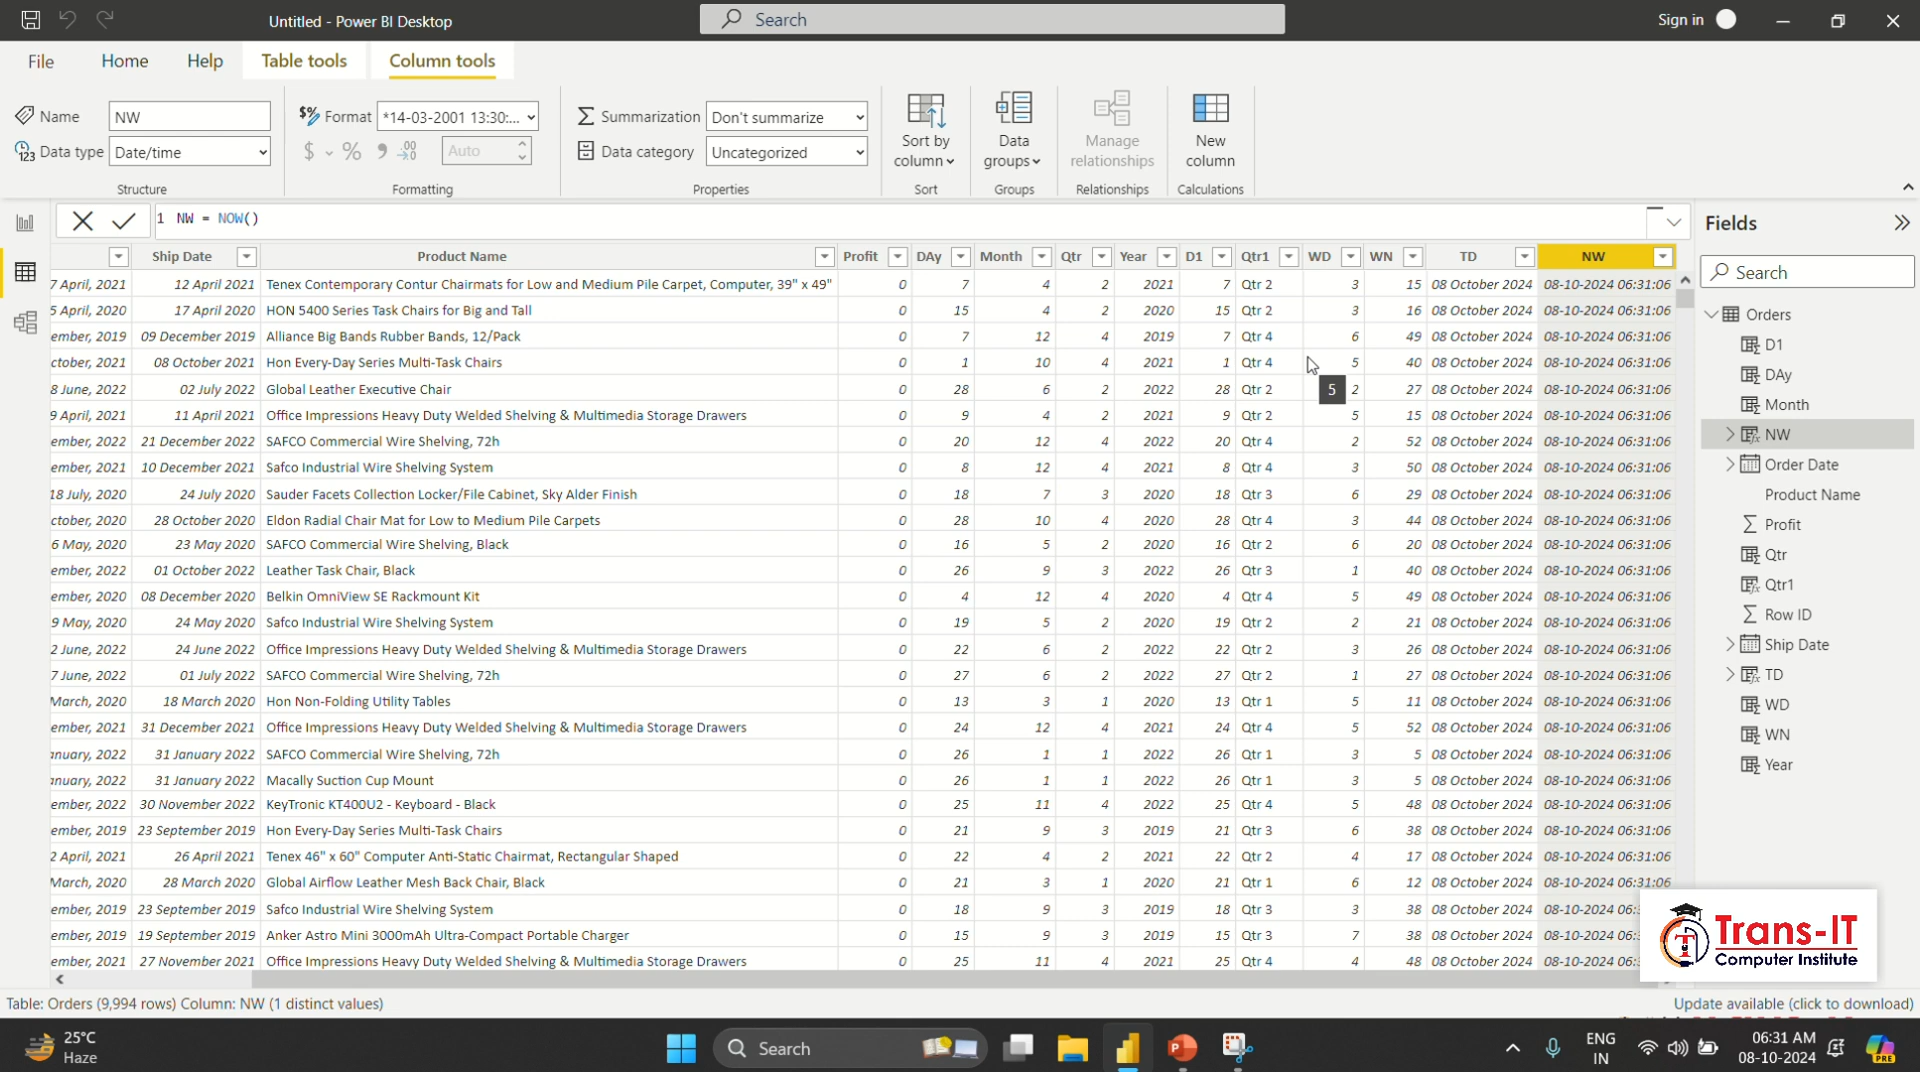 Untitled - Power BI Desktop
Search
Sign in
File Home Help Table tools Column tools
Name NW
Data type Date/time
Structure
Format *14-03-2001 13:30:...
$ % Auto
Formatting
Summarization Don't summarize
Data category Uncategorized
Properties
Sort by column
Sort
Data groups
Groups
Manage relationships
Relationships
New column
Calculations
1 NW = NOW()
Ship Date Product Name Profit DAy Month Qtr Year D1 Qtr1 WD WN TD NW
7 April, 2021 12 April 2021 Tenex Contemporary Contur Chairmats for Low and Medium Pile Carpet, Computer, 39" x 49" 0 7 4 2 2021 7 Qtr 2 3 15 08 October 2024 08-10-2024 06:31:06
5 April, 2020 17 April 2020 HON 5400 Series Task Chairs for Big and Tall 0 15 4 2 2020 15 Qtr 2 3 16 08 October 2024 08-10-2024 06:31:06
ember, 2019 09 December 2019 Alliance Big Bands Rubber Bands, 12/Pack 0 7 12 4 2019 7 Qtr 4 6 49 08 October 2024 08-10-2024 06:31:06
ctober, 2021 08 October 2021 Hon Every-Day Series Multi-Task Chairs 0 1 10 4 2021 1 Qtr 4 5 40 08 October 2024 08-10-2024 06:31:06
8 June, 2022 02 July 2022 Global Leather Executive Chair 0 28 6 2 2022 28 Qtr 2 2 27 08 October 2024 08-10-2024 06:31:06
5
9 April, 2021 11 April 2021 Office Impressions Heavy Duty Welded Shelving & Multimedia Storage Drawers 0 9 4 2 2021 9 Qtr 2 5 15 08 October 2024 08-10-2024 06:31:06
ember, 2022 21 December 2022 SAFCO Commercial Wire Shelving, 72h 0 20 12 4 2022 20 Qtr 4 2 52 08 October 2024 08-10-2024 06:31:06
ember, 2021 10 December 2021 Safco Industrial Wire Shelving System 0 8 12 4 2021 8 Qtr 4 3 50 08 October 2024 08-10-2024 06:31:06
18 July, 2020 24 July 2020 Sauder Facets Collection Locker/File Cabinet, Sky Alder Finish 0 18 7 3 2020 18 Qtr 3 6 29 08 October 2024 08-10-2024 06:31:06
ctober, 2020 28 October 2020 Eldon Radial Chair Mat for Low to Medium Pile Carpets 0 28 10 4 2020 28 Qtr 4 3 44 08 October 2024 08-10-2024 06:31:06
6 May, 2020 23 May 2020 SAFCO Commercial Wire Shelving, Black 0 16 5 2 2020 16 Qtr 2 6 20 08 October 2024 08-10-2024 06:31:06
ember, 2022 01 October 2022 Leather Task Chair, Black 0 26 9 3 2022 26 Qtr 3 1 40 08 October 2024 08-10-2024 06:31:06
ember, 2020 08 December 2020 Belkin OmniView SE Rackmount Kit 0 4 12 4 2020 4 Qtr 4 5 49 08 October 2024 08-10-2024 06:31:06
9 May, 2020 24 May 2020 Safco Industrial Wire Shelving System 0 19 5 2 2020 19 Qtr 2 2 21 08 October 2024 08-10-2024 06:31:06
2 June, 2022 24 June 2022 Office Impressions Heavy Duty Welded Shelving & Multimedia Storage Drawers 0 22 6 2 2022 22 Qtr 2 3 26 08 October 2024 08-10-2024 06:31:06
7 June, 2022 01 July 2022 SAFCO Commercial Wire Shelving, 72h 0 27 6 2 2022 27 Qtr 2 1 27 08 October 2024 08-10-2024 06:31:06
March, 2020 18 March 2020 Hon Non-Folding Utility Tables 0 13 3 1 2020 13 Qtr 1 5 11 08 October 2024 08-10-2024 06:31:06
ember, 2021 31 December 2021 Office Impressions Heavy Duty Welded Shelving & Multimedia Storage Drawers 0 24 12 4 2021 24 Qtr 4 5 52 08 October 2024 08-10-2024 06:31:06
nuary, 2022 31 January 2022 SAFCO Commercial Wire Shelving, 72h 0 26 1 1 2022 26 Qtr 1 3 5 08 October 2024 08-10-2024 06:31:06
nuary, 2022 31 January 2022 Macally Suction Cup Mount 0 26 1 1 2022 26 Qtr 1 3 5 08 October 2024 08-10-2024 06:31:06
ember, 2022 30 November 2022 KeyTronic KT400U2 - Keyboard - Black 0 25 11 4 2022 25 Qtr 4 5 48 08 October 2024 08-10-2024 06:31:06
ember, 2019 23 September 2019 Hon Every-Day Series Multi-Task Chairs 0 21 9 3 2019 21 Qtr 3 6 38 08 October 2024 08-10-2024 06:31:06
2 April, 2021 26 April 2021 Tenex 46" x 60" Computer Anti-Static Chairmat, Rectangular Shaped 0 22 4 2 2021 22 Qtr 2 4 17 08 October 2024 08-10-2024 06:31:06
March, 2020 28 March 2020 Global Airflow Leather Mesh Back Chair, Black 0 21 3 1 2020 21 Qtr 1 6 12 08 October 2024 08-10-2024 06:31:06
ember, 2019 23 September 2019 Safco Industrial Wire Shelving System 0 18 9 3 2019 18 Qtr 3 3 38 08 October 2024 08-10-2024 06:
ember, 2019 19 September 2019 Anker Astro Mini 3000mAh Ultra-Compact Portable Charger 0 15 9 3 2019 15 Qtr 3 7 38 08 October 2024 08-10-2024 06:
ember, 2021 27 November 2021 Office Impressions Heavy Duty Welded Shelving & Multimedia Storage Drawers 0 25 11 4 2021 25 Qtr 4 4 48 08 October 2024 08-10-2024 06:
Fields
Search
Orders
D1
DAy
Month
NW
Order Date
Product Name
Profit
Qtr
Qtr1
Row ID
Ship Date
TD
WD
WN
Year
Trans-IT
Computer Institute
Table: Orders (9,994 rows) Column: NW (1 distinct values)
Update available (click to download)
25°C
Haze
Search
ENG
IN
06:31 AM
08-10-2024
PRE